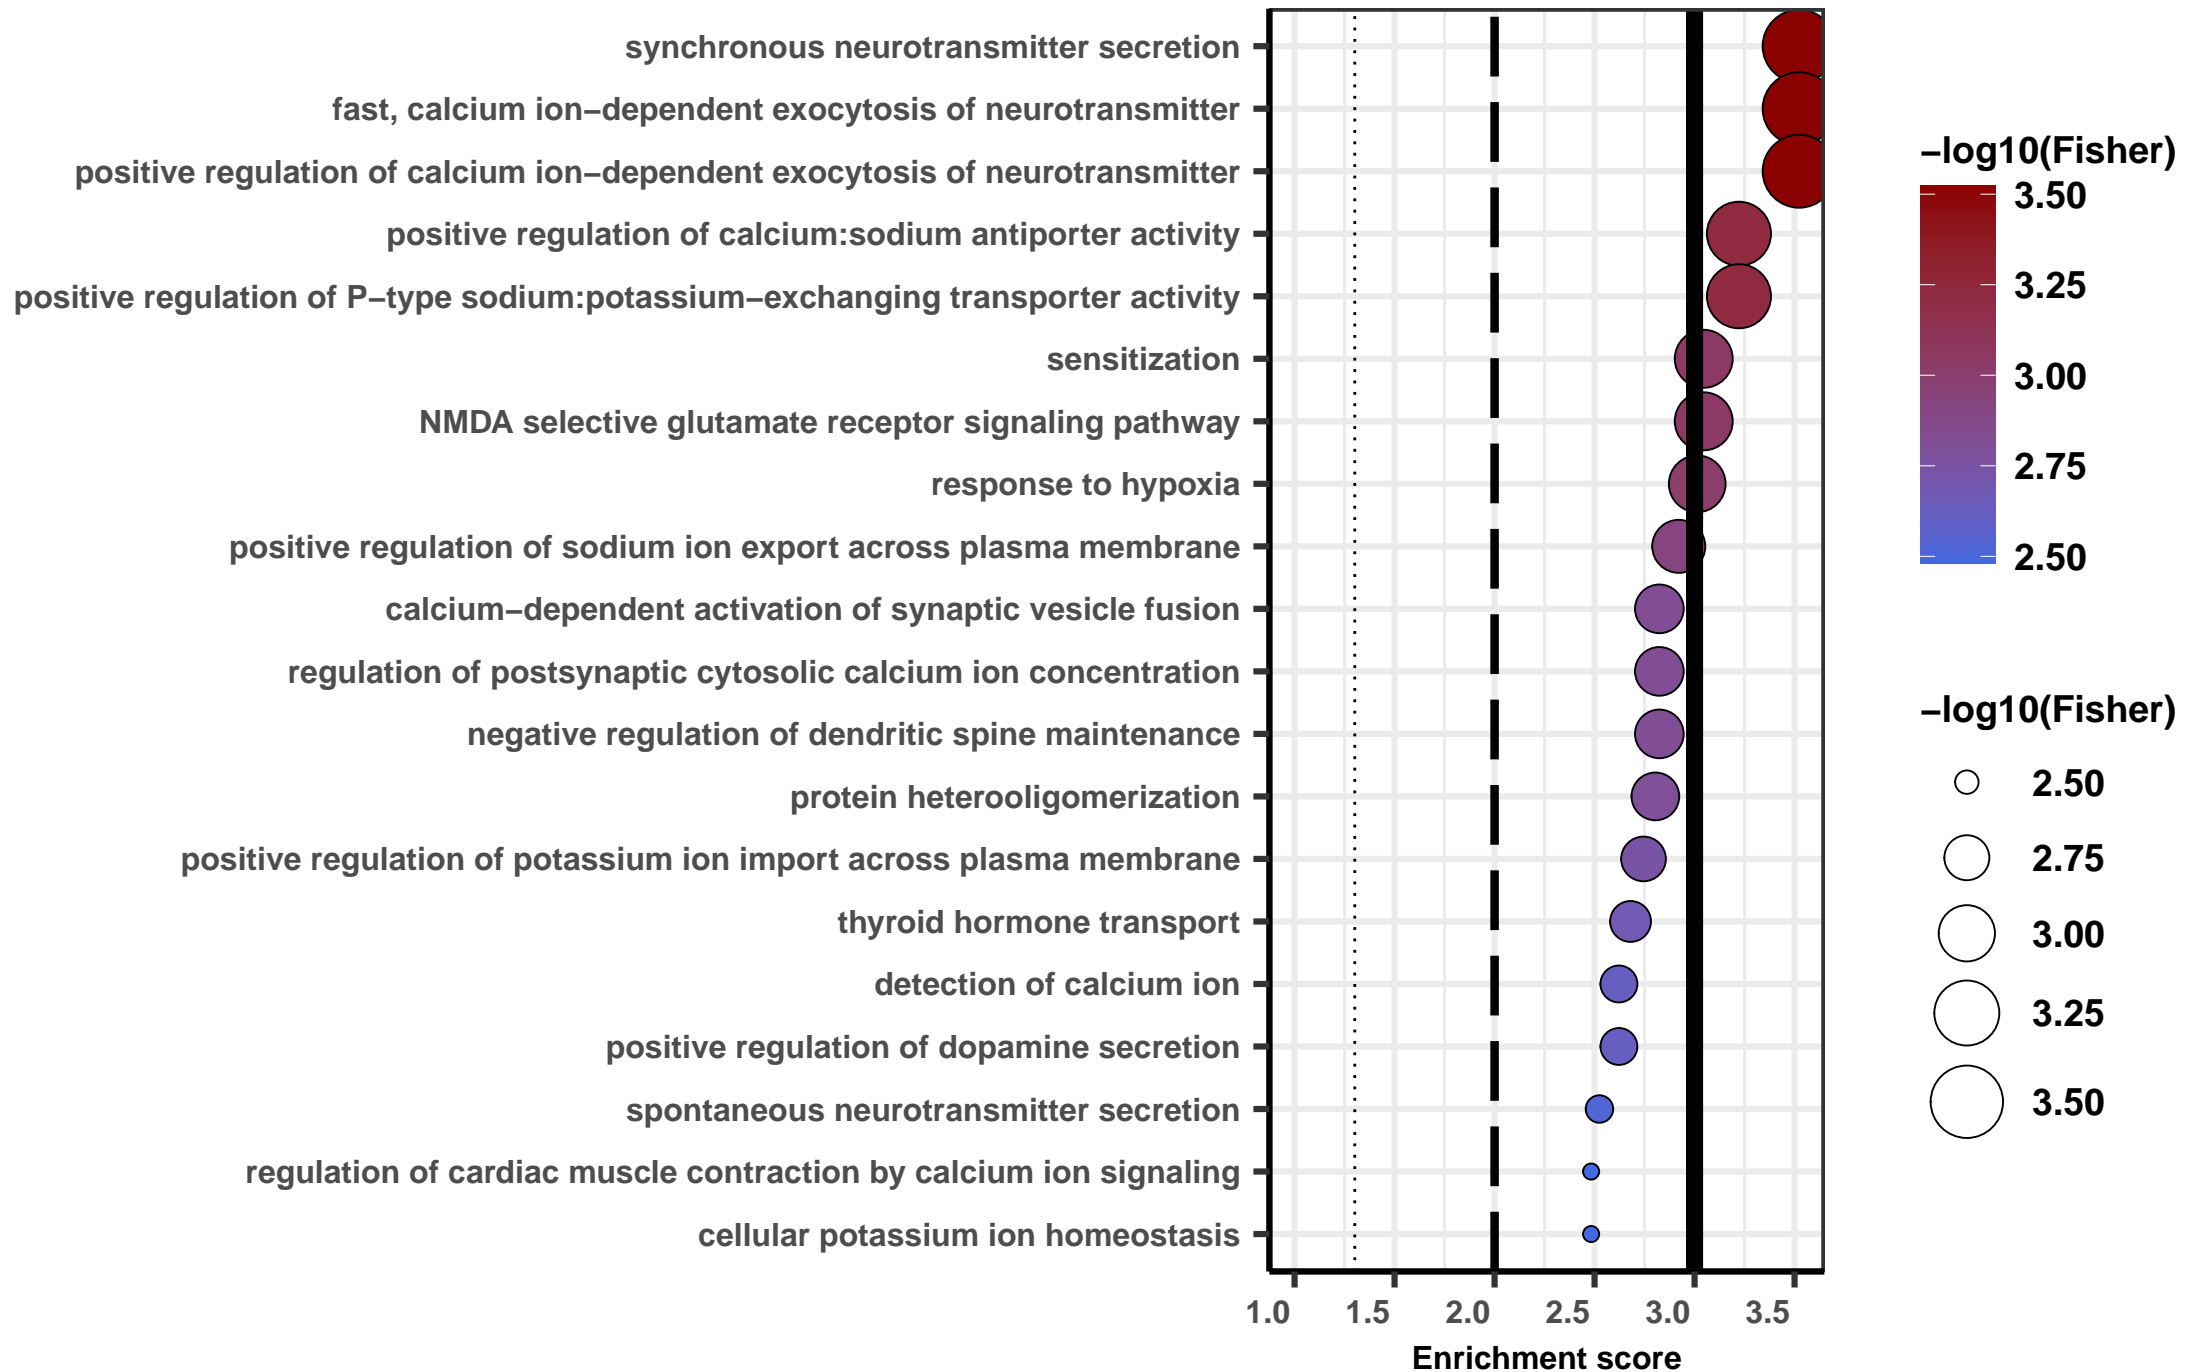 synchronous neurotransmitter secretion
fast, calcium ion−dependent exocytosis of neurotransmitter
positive regulation of calcium ion−dependent exocytosis of neurotransmitter
positive regulation of calcium:sodium antiporter activity
positive regulation of P−type sodium:potassium−exchanging transporter activity
sensitization
NMDA selective glutamate receptor signaling pathway
response to hypoxia
positive regulation of sodium ion export across plasma membrane
calcium−dependent activation of synaptic vesicle fusion
regulation of postsynaptic cytosolic calcium ion concentration
negative regulation of dendritic spine maintenance
protein heterooligomerization
positive regulation of potassium ion import across plasma membrane
thyroid hormone transport
detection of calcium ion
positive regulation of dopamine secretion
spontaneous neurotransmitter secretion
regulation of cardiac muscle contraction by calcium ion signaling
cellular potassium ion homeostasis
1.0 1.5 2.0 2.5 3.0 3.5
Enrichment score
−log10(Fisher)
3.50
3.25
3.00
2.75
2.50
−log10(Fisher)
2.50
2.75
3.00
3.25
3.50